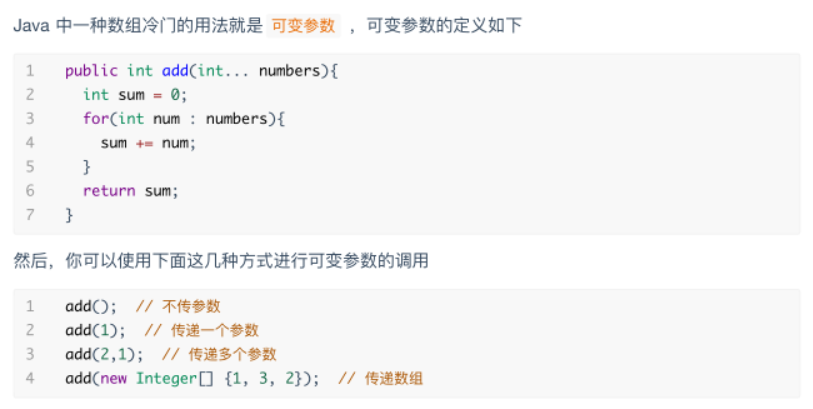 Java 中一种数组冷门的用法就是 可变参数 ，可变参数的定义如下
1 public int add(int... numbers){
2 int sum = 0;
3 for(int num : numbers){
4 sum += num;
5 }
6 return sum;
7 }
然后，你可以使用下面这几种方式进行可变参数的调用
1 add(); // 不传参数
2 add(1); // 传递一个参数
3 add(2,1); // 传递多个参数
4 add(new Integer[] {1, 3, 2}); // 传递数组